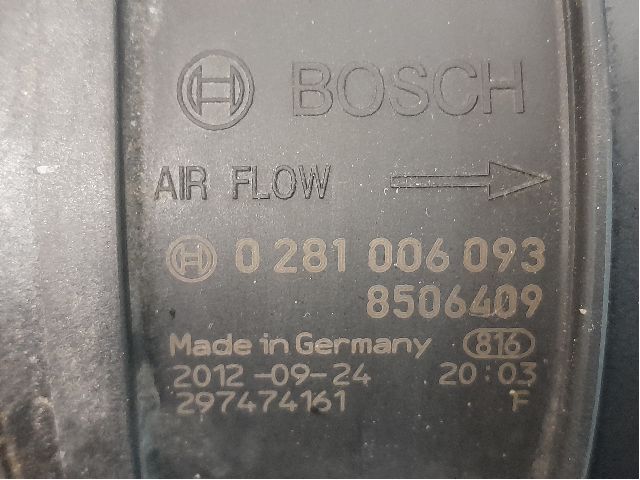 BOSCH
AIR FLOW
0 281 006 093
8506409
Made in Germany 816
2012-09-24 20:03
297474161 F